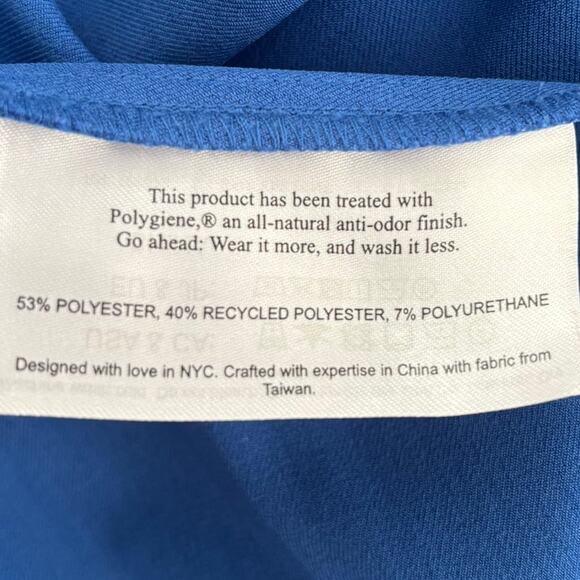 This product has been treated with
Polygiene,® an all-natural anti-odor finish.
Go ahead: Wear it more, and wash it less.
53% POLYESTER, 40% RECYCLED POLYESTER, 7% POLYURETHANE
Designed with love in NYC. Crafted with expertise in China with fabric from
Taiwan.